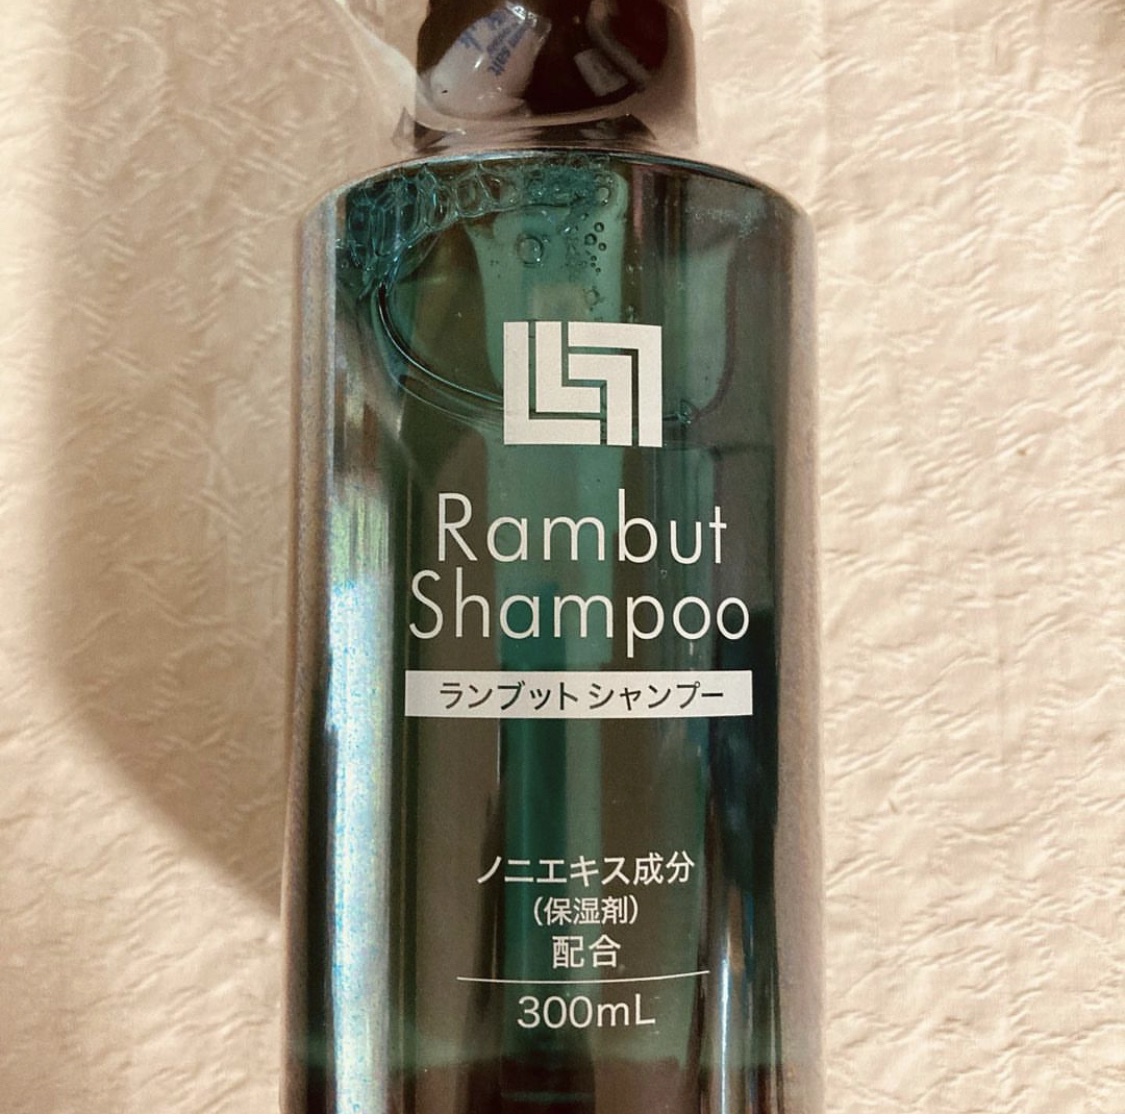 Rambut
Shampoo
ランブット シャンプー
ノニエキス成分
(保湿剤)
配合
300mL